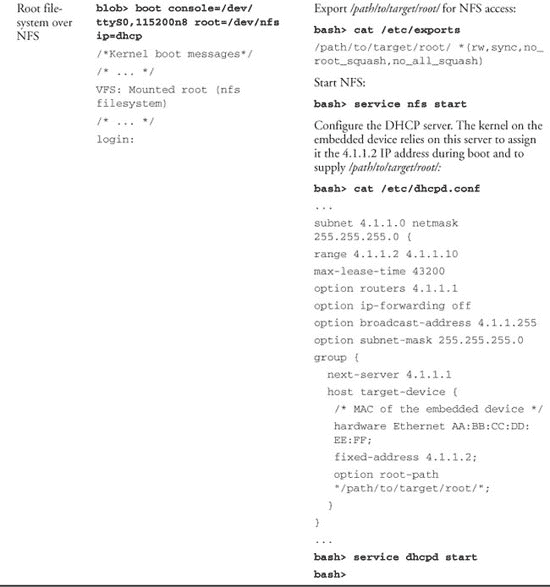 Root file-
system over
NFS
blob> boot console=/dev/
ttyS0,115200n8 root=/dev/nfs
ip=dhcp
/*Kernel boot messages*/
/* ... */
VFS: Mounted root (nfs
filesystem)
/* ... */
login:
Export /path/to/target/root/ for NFS access:
bash> cat /etc/exports
/path/to/target/root/ *(rw,sync,no_
root_squash,no_all_squash)
Start NFS:
bash> service nfs start
Configure the DHCP server. The kernel on the
embedded device relies on this server to assign
it the 4.1.1.2 IP address during boot and to
supply /path/to/target/root/:
bash> cat /etc/dhcpd.conf
...
subnet 4.1.1.0 netmask
255.255.255.0 {
range 4.1.1.2 4.1.1.10
max-lease-time 43200
option routers 4.1.1.1
option ip-forwarding off
option broadcast-address 4.1.1.255
option subnet-mask 255.255.255.0
group {
next-server 4.1.1.1
host target-device {
/* MAC of the embedded device */
hardware Ethernet AA:BB:CC:DD:
EE:FF;
fixed-address 4.1.1.2;
option root-path
"/path/to/target/root/";
}
}
...
bash> service dhcpd start
bash>